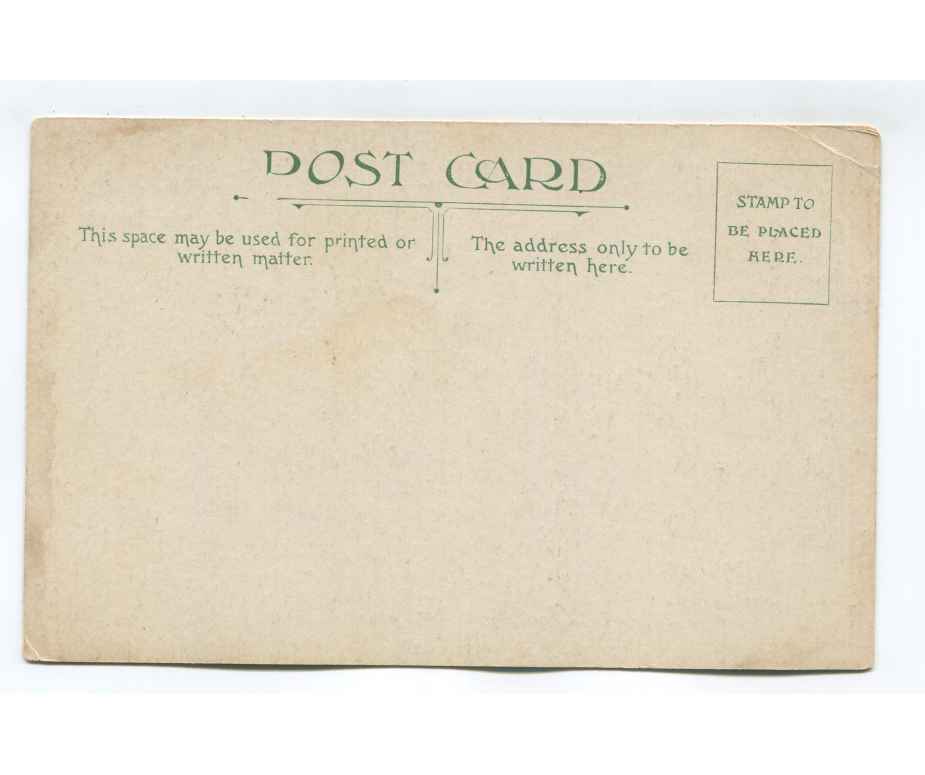 POST CARD
This space may be used for printed or
written matter.
The address only to be
written here.
STAMP TO
BE PLACED
HERE.